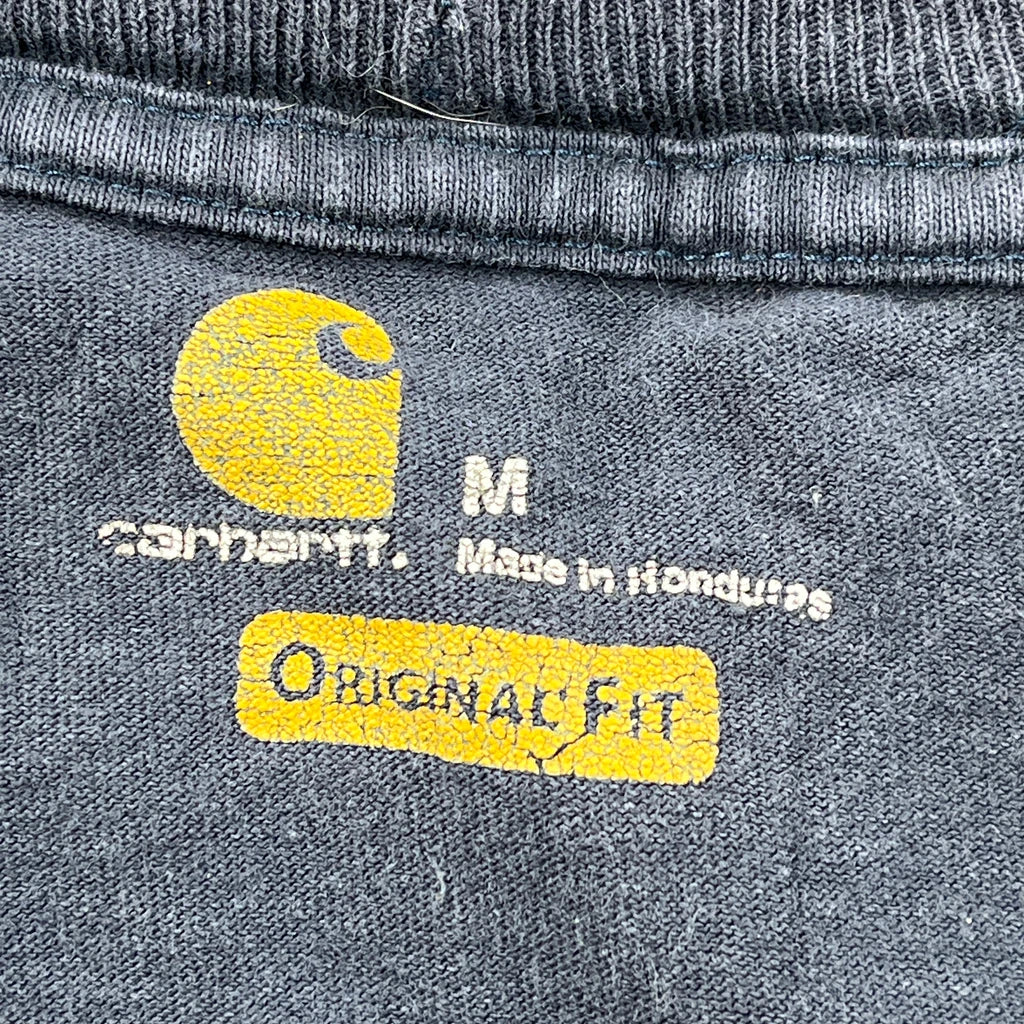 M
carhartt.
Made in Honduras
ORIGINAL FIT